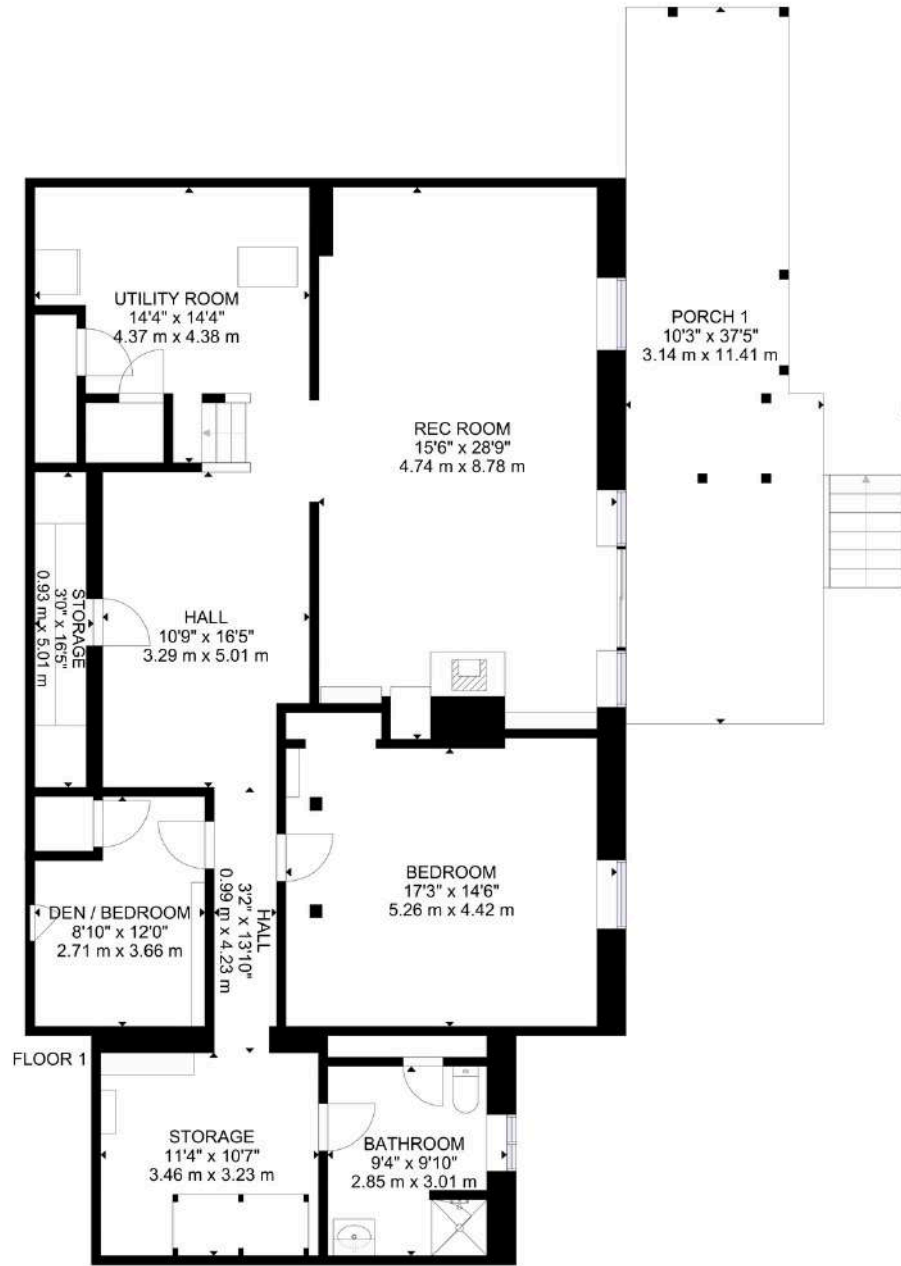 UTILITY ROOM
14'4" x 14'4"
4.37 m x 4.38 m
PORCH 1
10'3" x 37'5"
3.14 m x 11.41 m
REC ROOM
15'6" x 28'9"
4.74 m x 8.78 m
STORAGE
3'0" x 16'5"
0.93 m x 5.01 m
HALL
10'9" x 16'5"
3.29 m x 5.01 m
BEDROOM
17'3" x 14'6"
5.26 m x 4.42 m
DEN / BEDROOM
8'10" x 12'0"
2.71 m x 3.66 m
HALL
3'2" x 13'10"
0.99 m x 4.23 m
FLOOR 1
STORAGE
11'4" x 10'7"
3.46 m x 3.23 m
BATHROOM
9'4" x 9'10"
2.85 m x 3.01 m